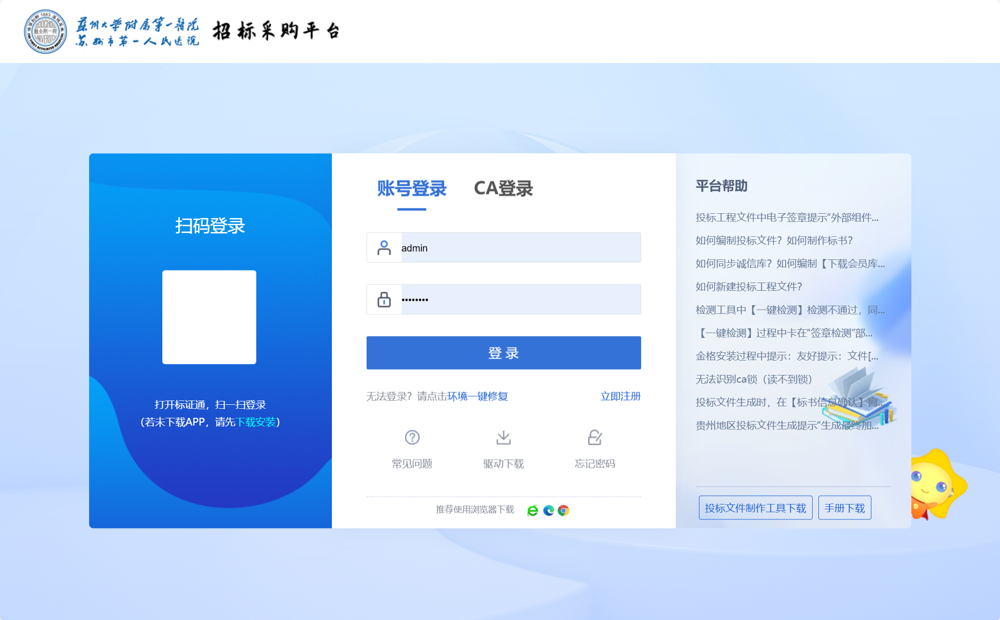 蘇州大學附屬第一醫院
苏州市第一人民医院
招标采购平台
扫码登录
打开标证通，扫一扫登录
（若未下载APP，请先下载安装）
账号登录 CA登录
admin
••••••••
登 录
无法登录？请点击环境一键修复 立即注册
常见问题 驱动下载 忘记密码
推荐使用浏览器下载
平台帮助
投标工程文件中电子签章提示“外部组件...
如何编制投标文件？如何制作标书？
如何同步诚信库？如何编制【下载会员库...
如何新建投标工程文件？
检测工具中【一键检测】检测不通过，同...
【一键检测】过程中卡在“签章检测”部...
金格安装过程中提示：友好提示：文件[...
无法识别ca锁（读不到锁）
投标文件生成时，在【标书信息确认】窗...
贵州地区投标文件生成提示“生成最终加...
投标文件制作工具下载 手册下载